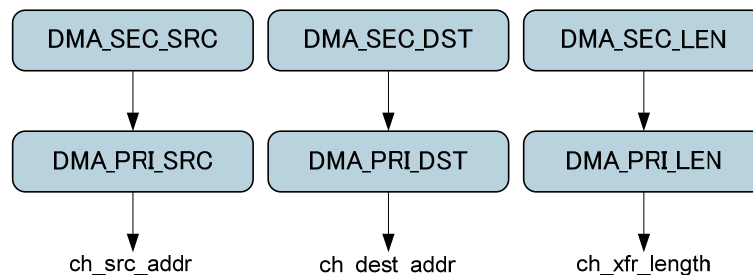 DMA_SEC_SRC DMA_SEC_DST DMA_SEC_LEN
DMA_PRI_SRC DMA_PRI_DST DMA_PRI_LEN
ch_src_addr ch_dest_addr ch_xfr_length